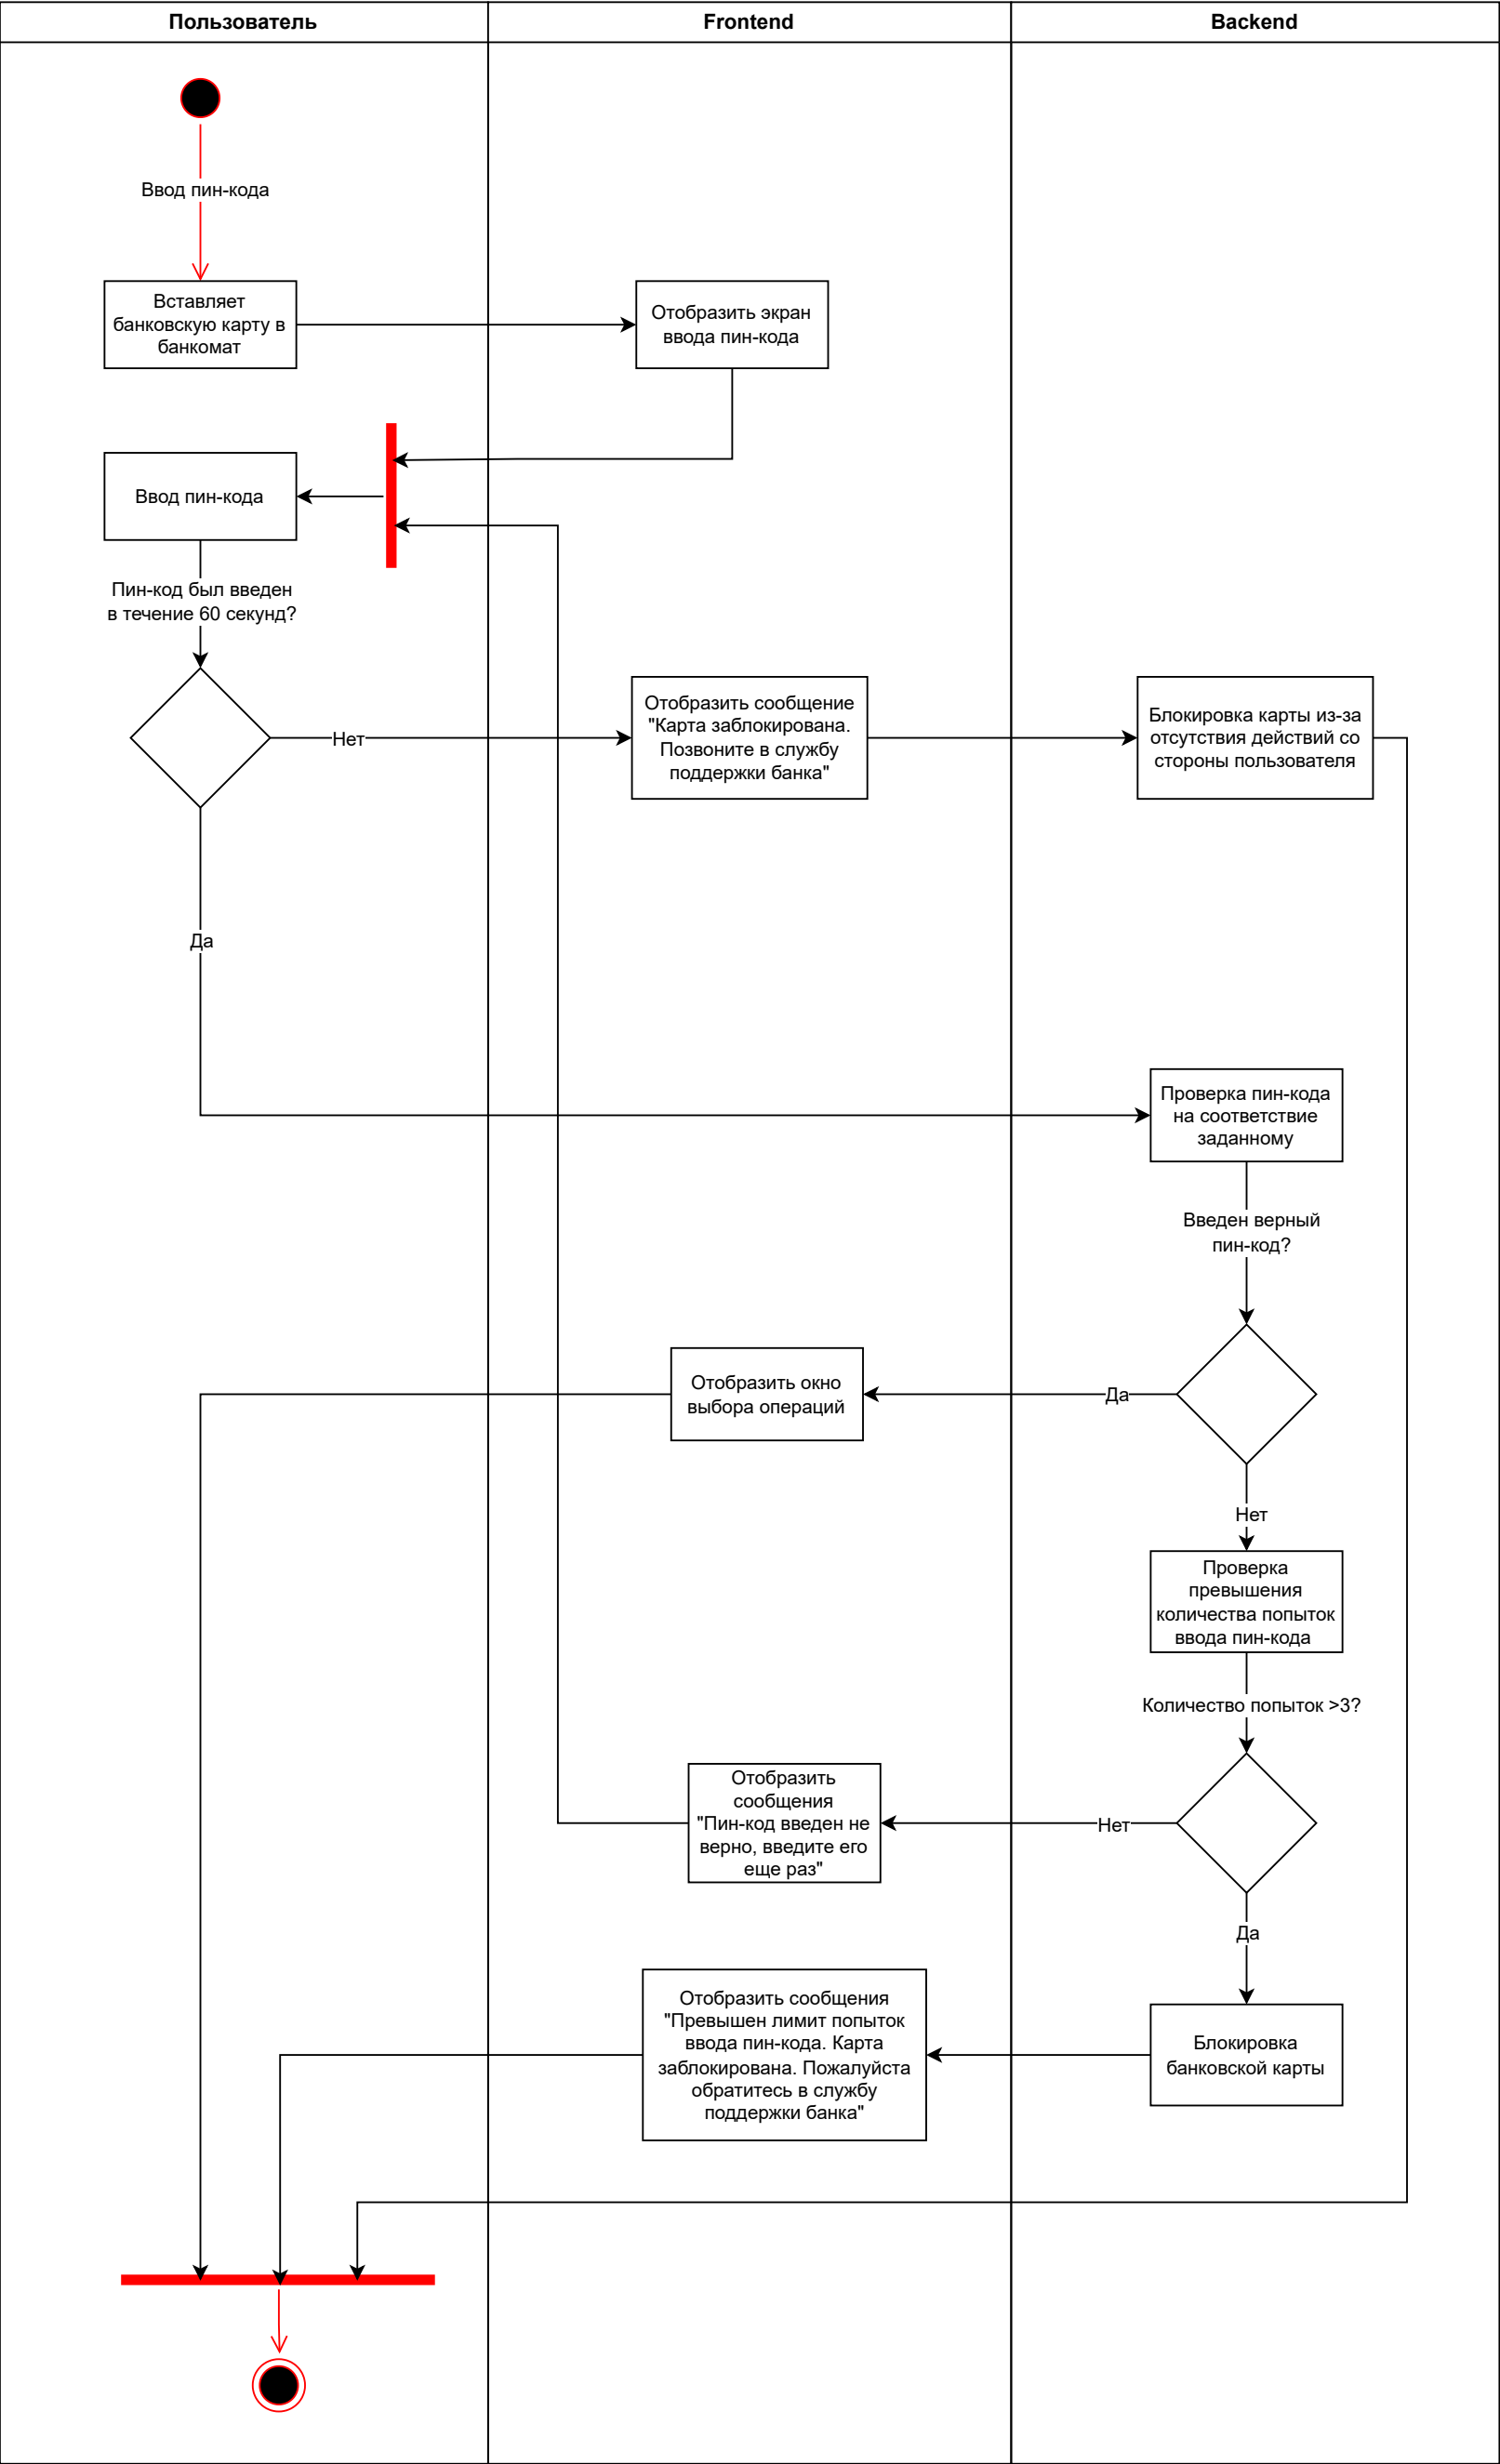 Пользователь
Frontend
Backend
Ввод пин-кода
Вставляет
банковскую карту в
банкомат
Отобразить экран
ввода пин-кода
Ввод пин-кода
Пин-код был введен
в течение 60 секунд?
Нет
Отобразить сообщение
"Карта заблокирована.
Позвоните в службу
поддержки банка"
Блокировка карты из-за
отсутствия действий со
стороны пользователя
Да
Проверка пин-кода
на соответствие
заданному
Введен верный
пин-код?
Отобразить окно
выбора операций
Да
Нет
Проверка
превышения
количества попыток
ввода пин-кода
Количество попыток >3?
Отобразить
сообщения
"Пин-код введен не
верно, введите его
еще раз"
Нет
Да
Отобразить сообщения
"Превышен лимит попыток
ввода пин-кода. Карта
заблокирована. Пожалуйста
обратитесь в службу
поддержки банка"
Блокировка
банковской карты